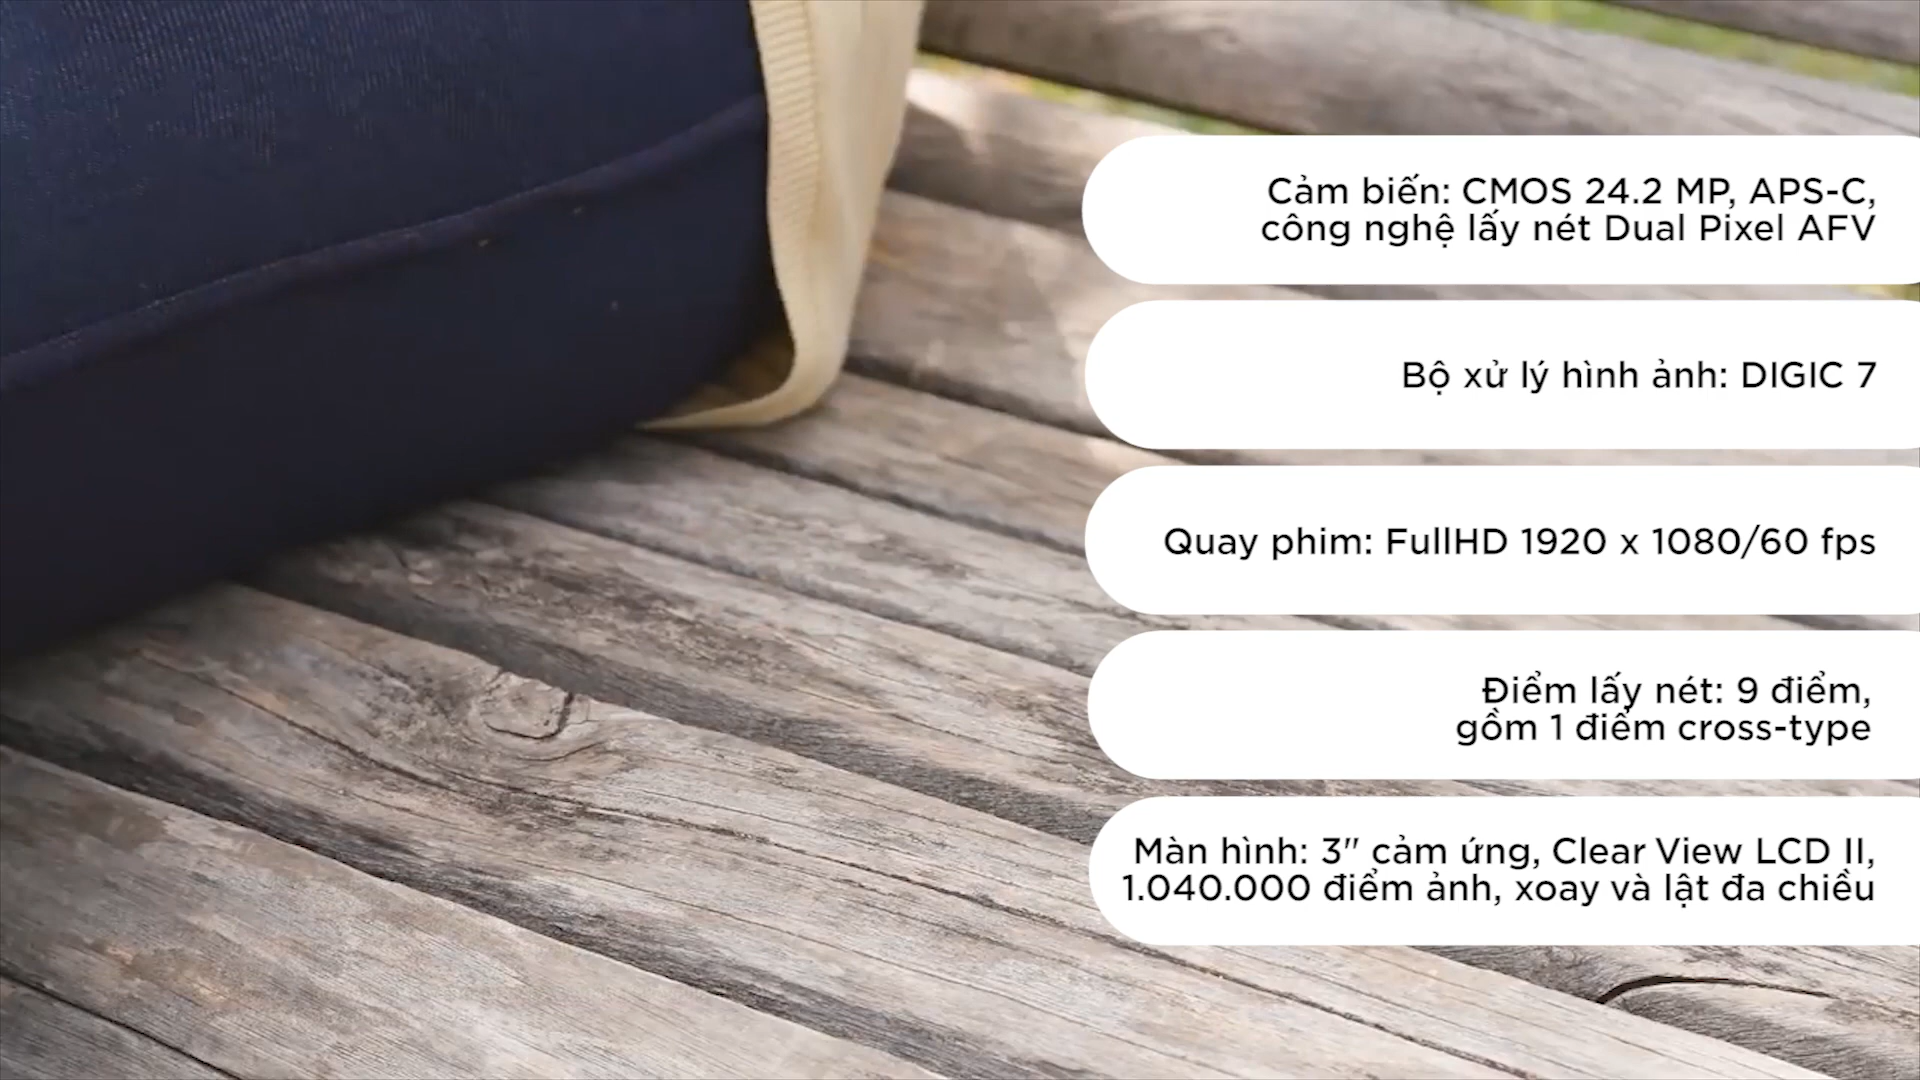 Cảm biến: CMOS 24.2 MP, APS-C,
công nghệ lấy nét Dual Pixel AFV
Bộ xử lý hình ảnh: DIGIC 7
Quay phim: FullHD 1920 x 1080/60 fps
Điểm lấy nét: 9 điểm,
gồm 1 điểm cross-type
Màn hình: 3" cảm ứng, Clear View LCD II,
1.040.000 điểm ảnh, xoay và lật đa chiều